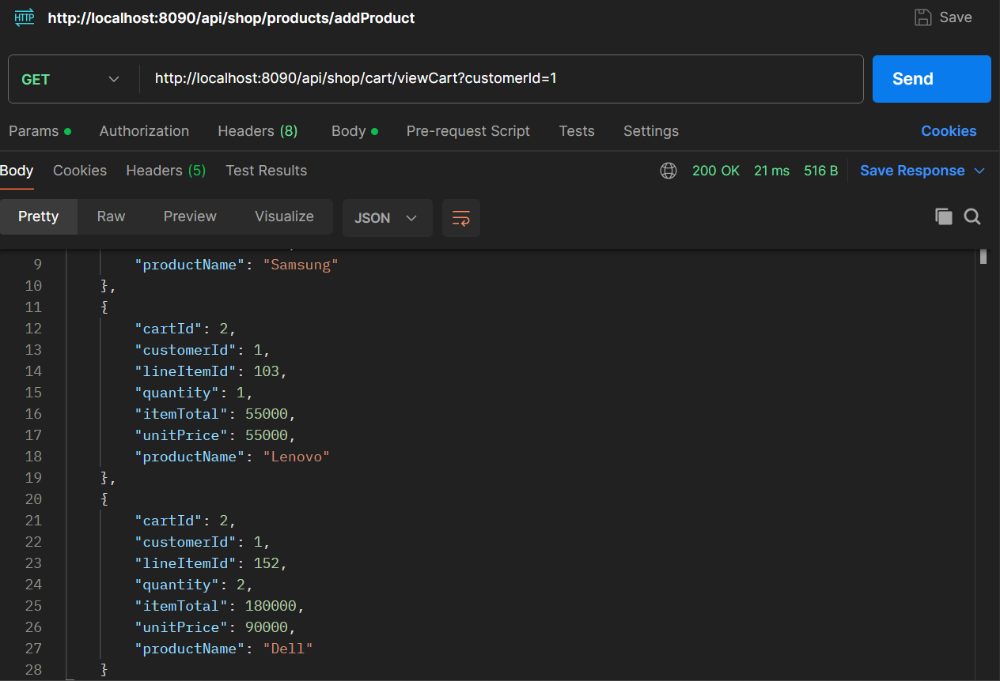 HTTP http://localhost:8090/api/shop/products/addProduct Save
GET http://localhost:8090/api/shop/cart/viewCart?customerId=1 Send
Params Authorization Headers (8) Body Pre-request Script Tests Settings Cookies
Body Cookies Headers (5) Test Results 200 OK 21 ms 516 B Save Response
Pretty Raw Preview Visualize JSON
9 "productName": "Samsung"
10 },
11 {
12 "cartId": 2,
13 "customerId": 1,
14 "lineItemId": 103,
15 "quantity": 1,
16 "itemTotal": 55000,
17 "unitPrice": 55000,
18 "productName": "Lenovo"
19 },
20 {
21 "cartId": 2,
22 "customerId": 1,
23 "lineItemId": 152,
24 "quantity": 2,
25 "itemTotal": 180000,
26 "unitPrice": 90000,
27 "productName": "Dell"
28 }